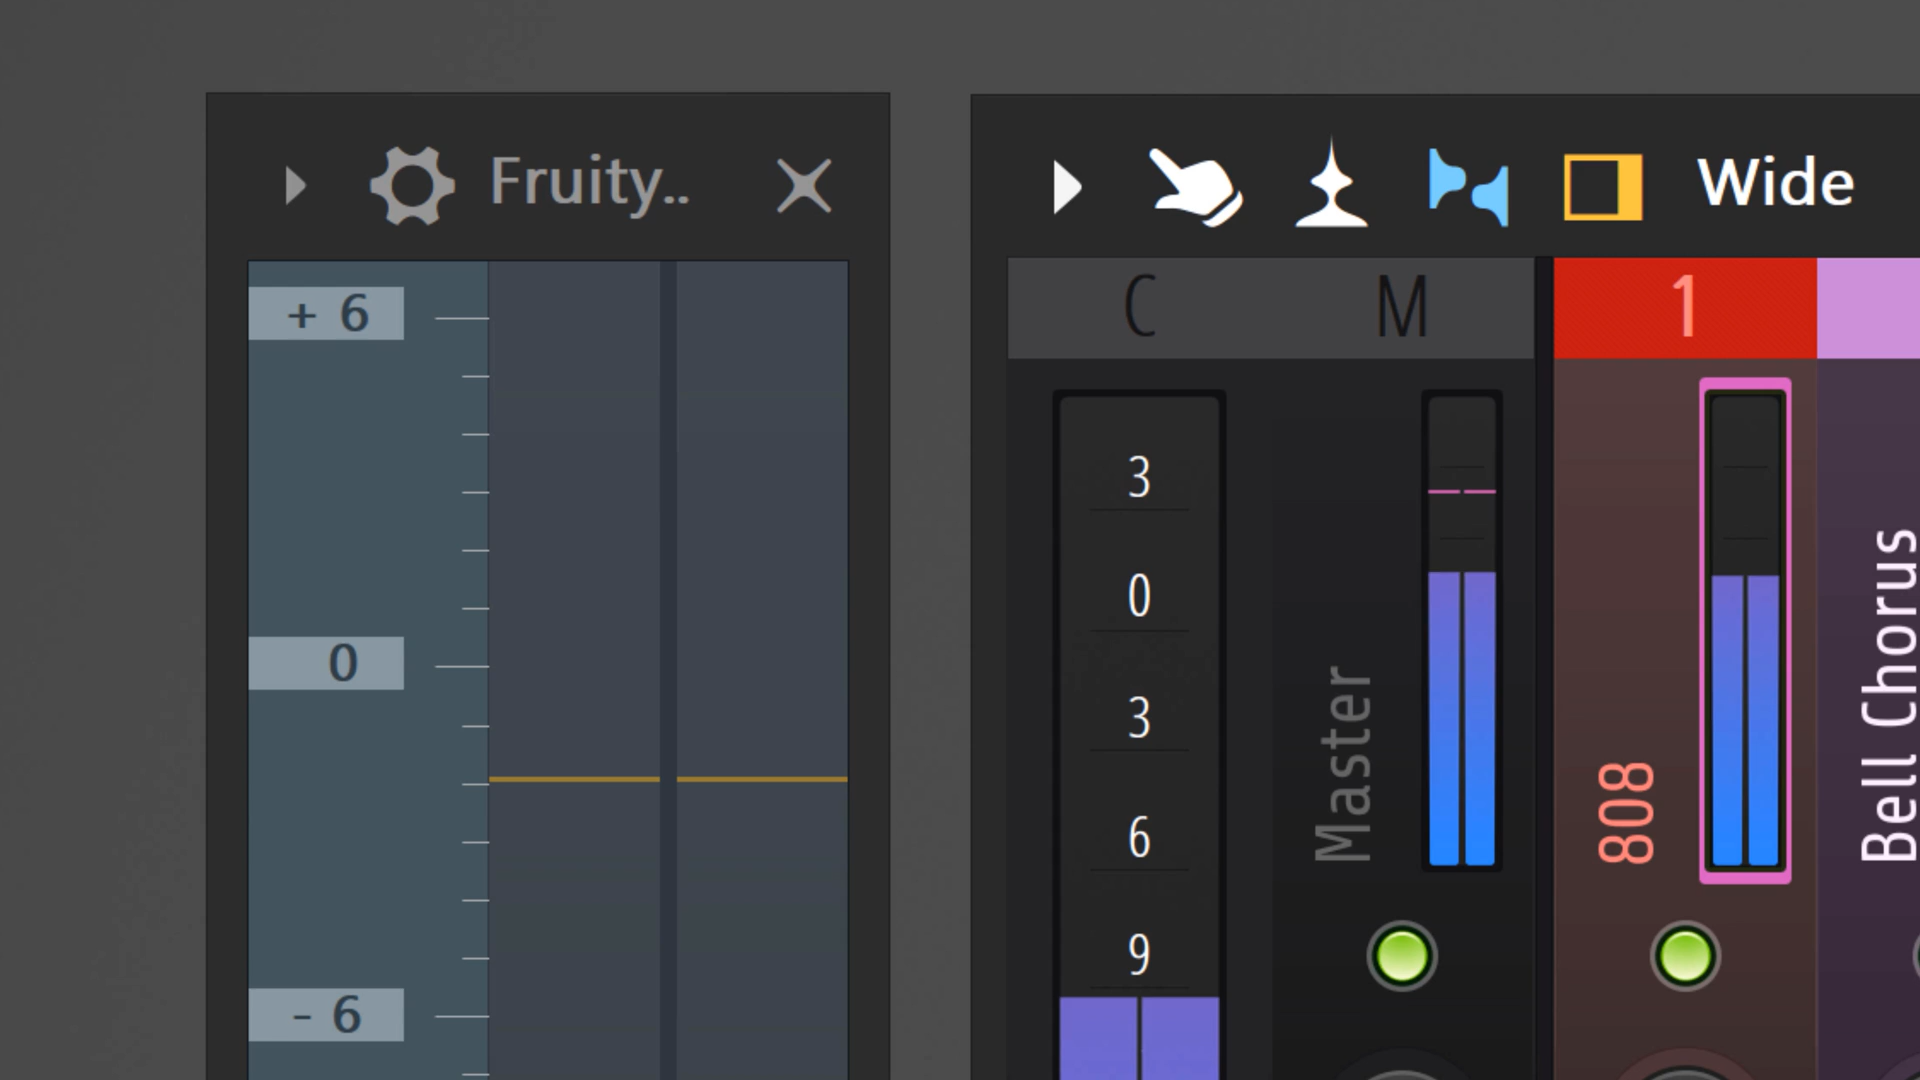 Fruity..
+ 6
0
- 6
Wide
C M 1
3
0
3
6
9
Master
808
Bell Chorus